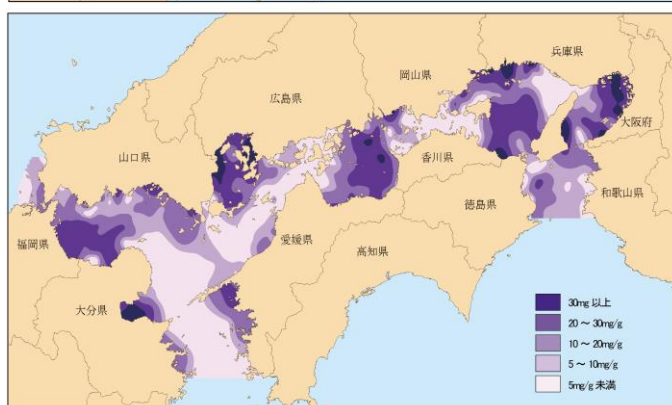 兵庫県
岡山県
広島県
大阪府
山口県
香川県
和歌山県
徳島県
愛媛県
福岡県
高知県
大分県
30mg 以上
20 ～ 30mg/g
10 ～ 20mg/g
5 ～ 10mg/g
5mg/g 未満